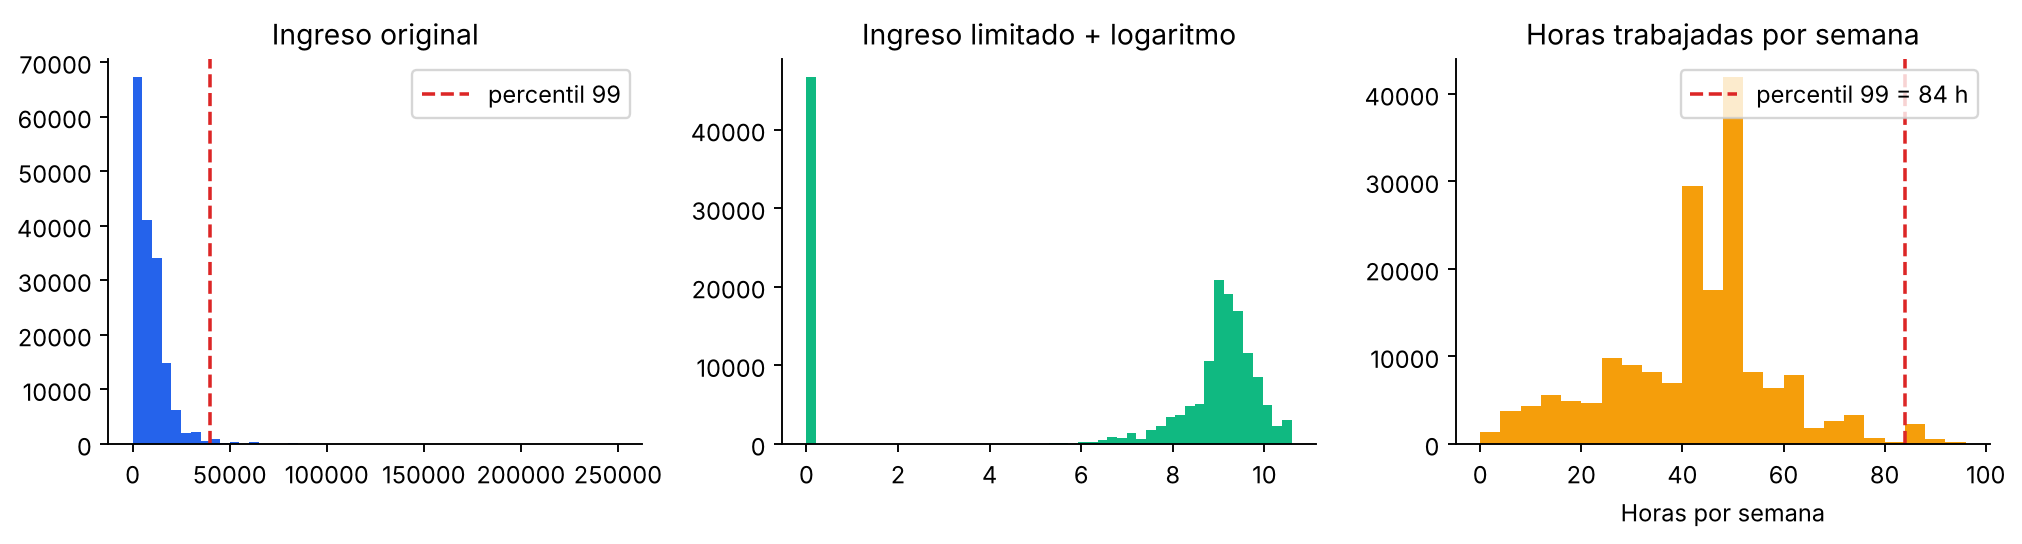 Ingreso original
70000
60000
50000
40000
30000
20000
10000
0
percentil 99
0 50000 100000 150000 200000 250000
Ingreso limitado + logaritmo
40000
30000
20000
10000
0
0 2 4 6 8 10
Horas trabajadas por semana
40000
30000
20000
10000
0
percentil 99 = 84 h
0 20 40 60 80 100
Horas por semana